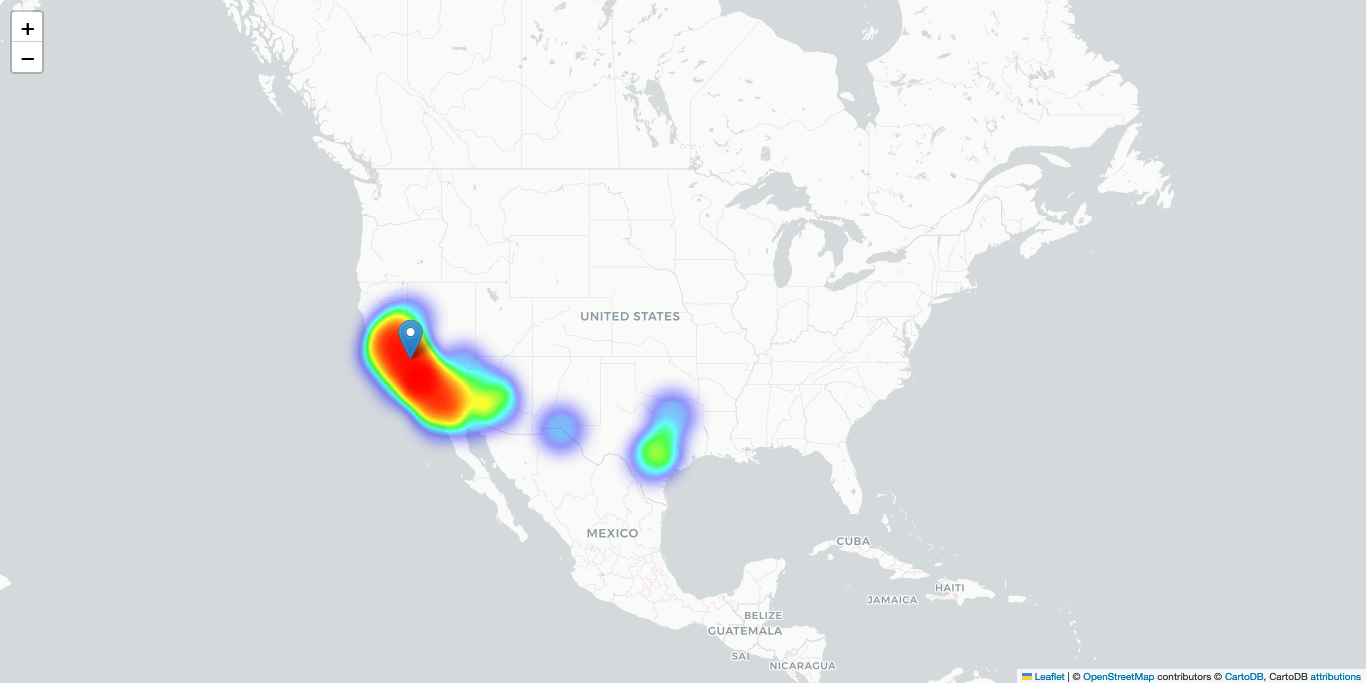 +
−
UNITED STATES
MEXICO
CUBA
HAITI
JAMAICA
BELIZE
GUATEMALA
SAL
NICARAGUA
Leaflet | © OpenStreetMap contributors © CartoDB, CartoDB attributions